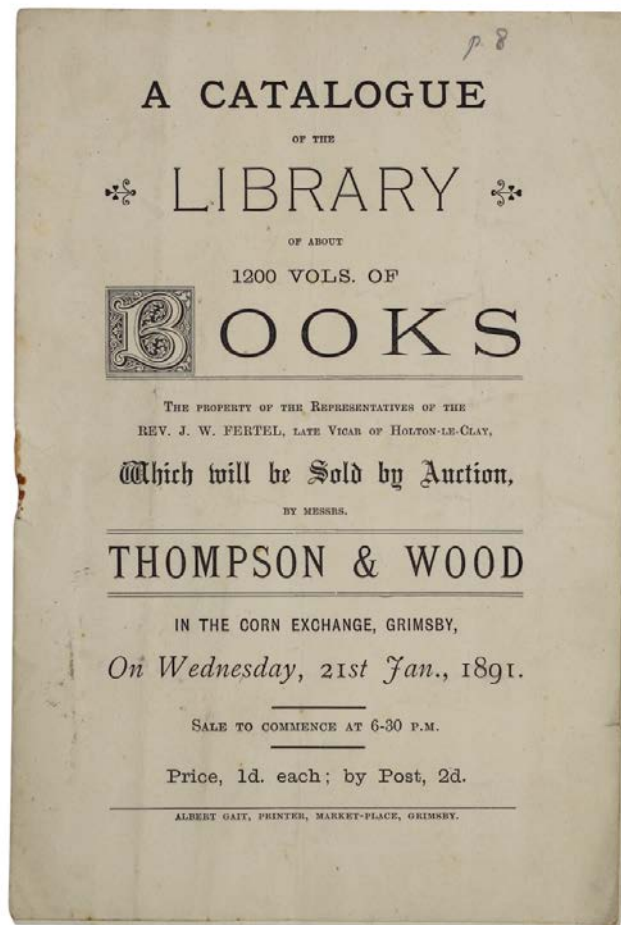 p. 8
A CATALOGUE
OF THE
LIBRARY
OF ABOUT
1200 VOLS. OF
BOOKS
THE PROPERTY OF THE REPRESENTATIVES OF THE
REV. J. W. FERTEL, LATE VICAR OF HOLTON-LE-CLAY,
Which will be Sold by Auction,
BY MESSRS.
THOMPSON & WOOD
IN THE CORN EXCHANGE, GRIMSBY,
On Wednesday, 21st Jan., 1891.
SALE TO COMMENCE AT 6-30 P.M.
Price, 1d. each; by Post, 2d.
ALBERT GAIT, PRINTER, MARKET-PLACE, GRIMSBY.